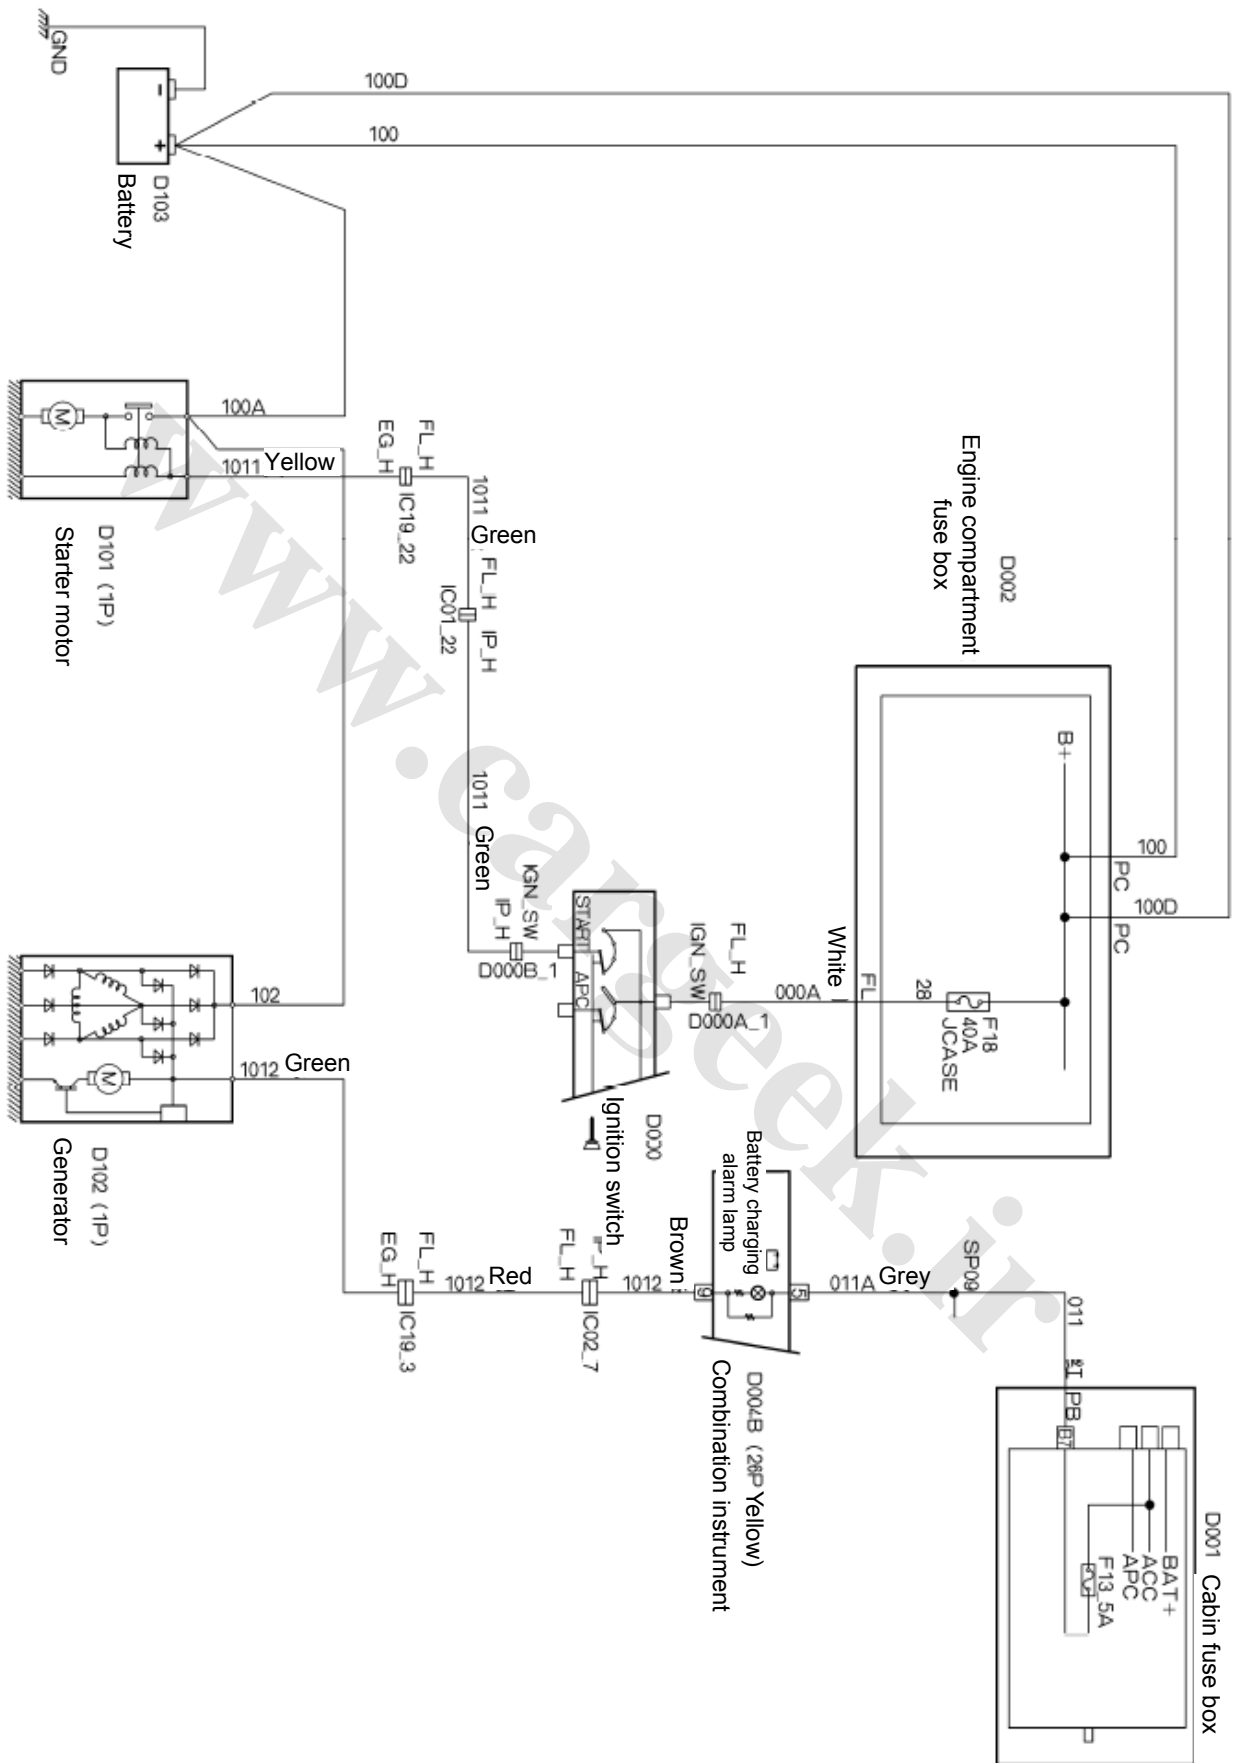 GND
-
+
D103
Battery
100D
100
100A
1011 Yellow
M
D101 (1P)
Starter motor
FL_H
EG_H
IC19_22
1011
Green
FL_H
IP_H
IC01_22
1011
Green
IGN_SW
IP_H
D000B_1
START
APC
FL_H
IGN_SW
D000A_1
000A
White
D000
Ignition switch
D002
Engine compartment
fuse box
B+
100
PC
100D
PC
FL
28
F18
40A
JCASE
102
1012 Green
M
D102 (1P)
Generator
FL_H
EG_H
IC19_3
1012 Red
FL_H
IC02_7
1012
Brown
Battery charging
alarm lamp
9
5
011A Grey
SP09
011
D004B (26P Yellow)
Combination instrument
PB
B7
BAT+
ACC
APC
F13_5A
D001 Cabin fuse box
www.cargeek.ir